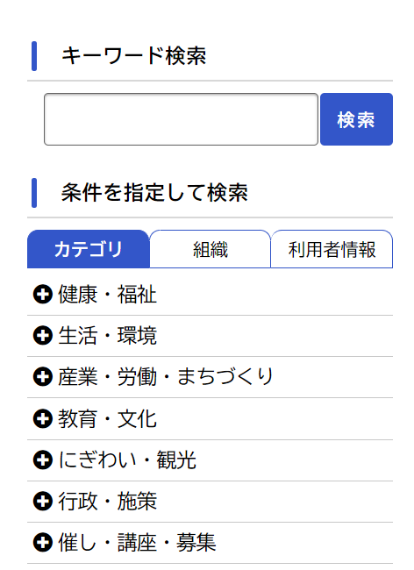 キーワード検索
検索
条件を指定して検索
カテゴリ 組織 利用者情報
健康・福祉
生活・環境
産業・労働・まちづくり
教育・文化
にぎわい・観光
行政・施策
催し・講座・募集